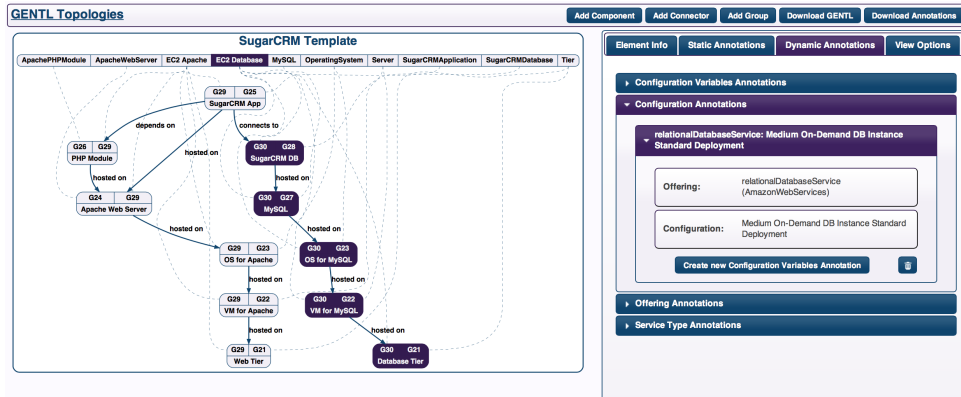 GENTL Topologies
Add Component Add Connector Add Group Download GENTL Download Annotations
SugarCRM Template
ApachePHPModule ApacheWebServer EC2 Apache EC2 Database MySQL OperatingSystem Server SugarCRMApplication SugarCRMDatabase Tier
G29 G25
SugarCRM App
depends on
connects to
G26 G29
PHP Module
hosted on
G30 G28
SugarCRM DB
hosted on
hosted on
G24 G29
Apache Web Server
G30 G27
MySQL
hosted on
hosted on
G29 G23
OS for Apache
G30 G23
OS for MySQL
hosted on
hosted on
G29 G22
VM for Apache
G30 G22
VM for MySQL
hosted on
hosted on
G29 G21
Web Tier
G30 G21
Database Tier
Element Info Static Annotations Dynamic Annotations View Options
Configuration Variables Annotations
Configuration Annotations
relationalDatabaseService: Medium On-Demand DB Instance
Standard Deployment
Offering: relationalDatabaseService
(AmazonWebServices)
Configuration: Medium On-Demand DB Instance Standard
Deployment
Create new Configuration Variables Annotation
Offering Annotations
Service Type Annotations